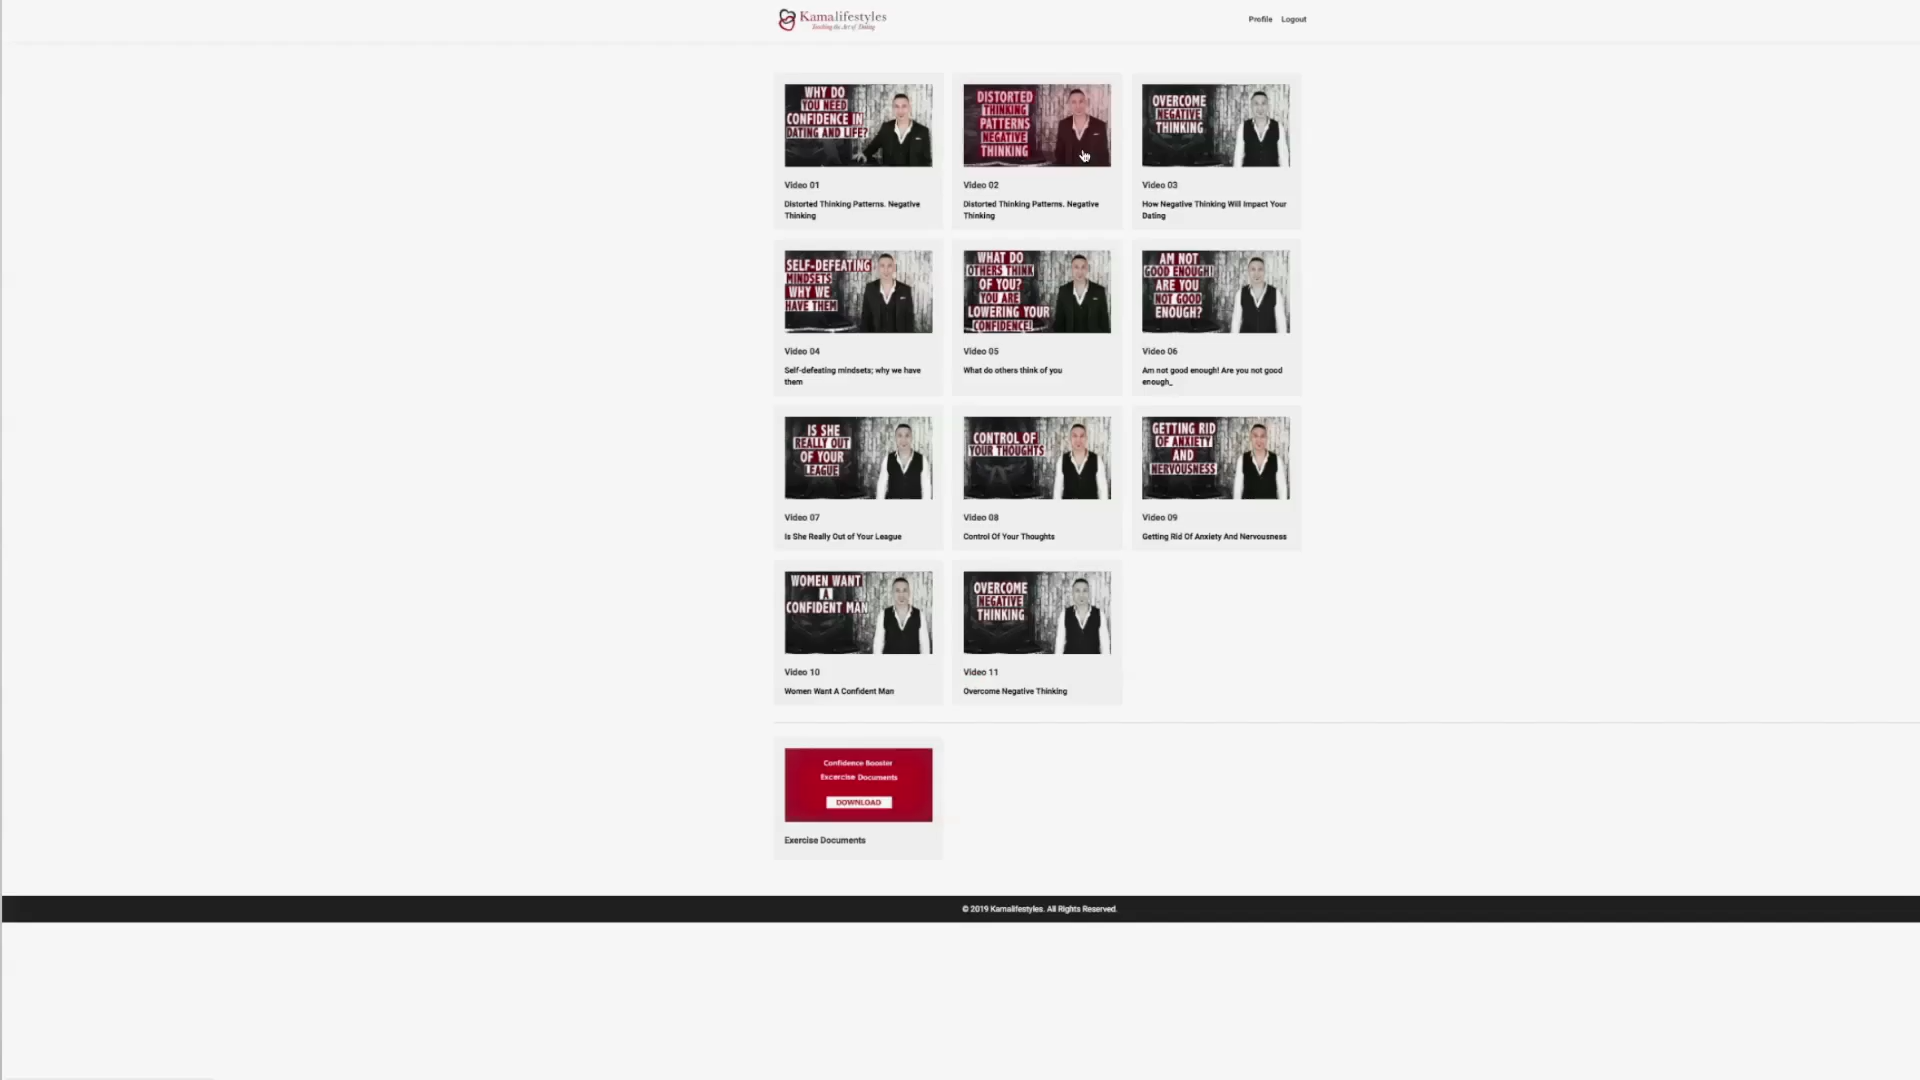 Kamalifestyles
Teaching the Art of Dating
Profile Logout
WHY DO
YOU NEED
CONFIDENCE IN
DATING AND LIFE?
Video 01
Distorted Thinking Patterns. Negative
Thinking
DISTORTED
THINKING
PATTERNS
NEGATIVE
THINKING
Video 02
Distorted Thinking Patterns. Negative
Thinking
OVERCOME
NEGATIVE
THINKING
Video 03
How Negative Thinking Will Impact Your
Dating
SELF-DEFEATING
MINDSETS
WHY WE
HAVE THEM
Video 04
Self-defeating mindsets; why we have
them
WHAT DO
OTHERS THINK
OF YOU?
YOU ARE
LOWERING YOUR
CONFIDENCE!
Video 05
What do others think of you
AM NOT
GOOD ENOUGH!
ARE YOU
NOT GOOD
ENOUGH?
Video 06
Am not good enough! Are you not good
enough_
IS SHE
REALLY OUT
OF YOUR
LEAGUE
Video 07
Is She Really Out of Your League
CONTROL OF
YOUR THOUGHTS
Video 08
Control Of Your Thoughts
GETTING RID
OF ANXIETY
AND
NERVOUSNESS
Video 09
Getting Rid Of Anxiety And Nervousness
WOMEN WANT
A
CONFIDENT MAN
Video 10
Women Want A Confident Man
OVERCOME
NEGATIVE
THINKING
Video 11
Overcome Negative Thinking
Confidence Booster
Excercise Documents
DOWNLOAD
Exercise Documents
© 2019 Kamalifestyles. All Rights Reserved.